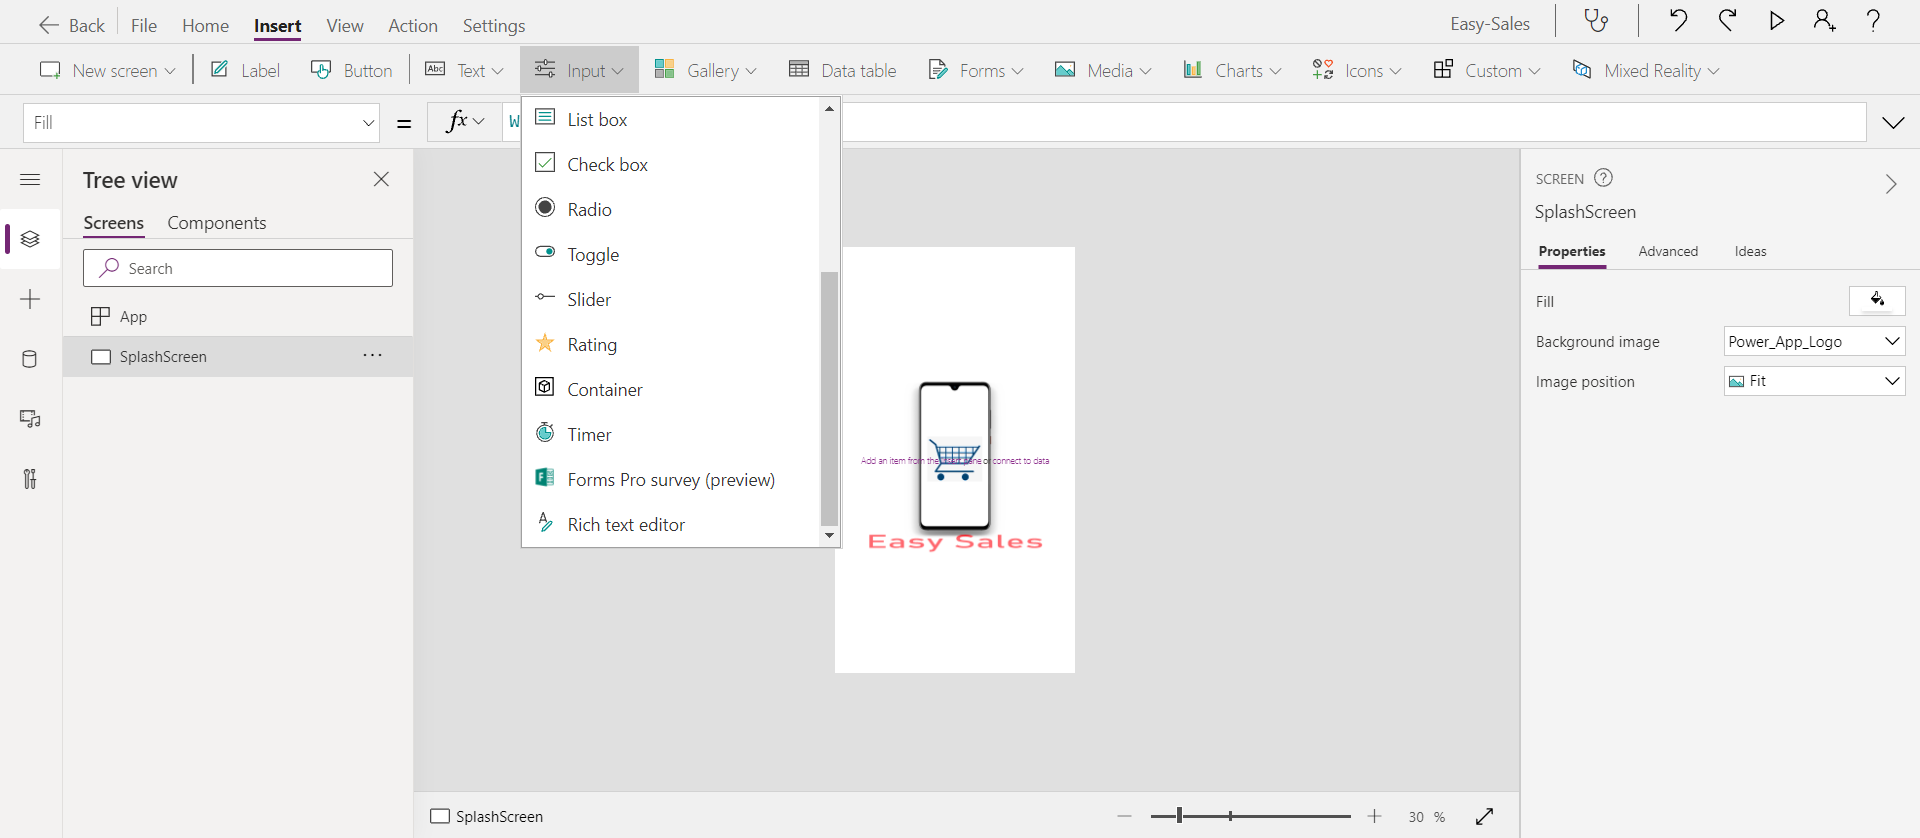 Back File Home Insert View Action Settings Easy-Sales
New screen Label Button Abc Text Input Gallery Data table Forms Media Charts Icons Custom Mixed Reality
Fill = fx W
List box
Check box
Radio
Toggle
Slider
Rating
Container
Timer
Forms Pro survey (preview)
Rich text editor
Tree view
Screens Components
Search
App
SplashScreen
Add an item from the insert pane or connect to data
Easy Sales
SCREEN
SplashScreen
Properties Advanced Ideas
Fill
Background image Power_App_Logo
Image position Fit
SplashScreen 30 %